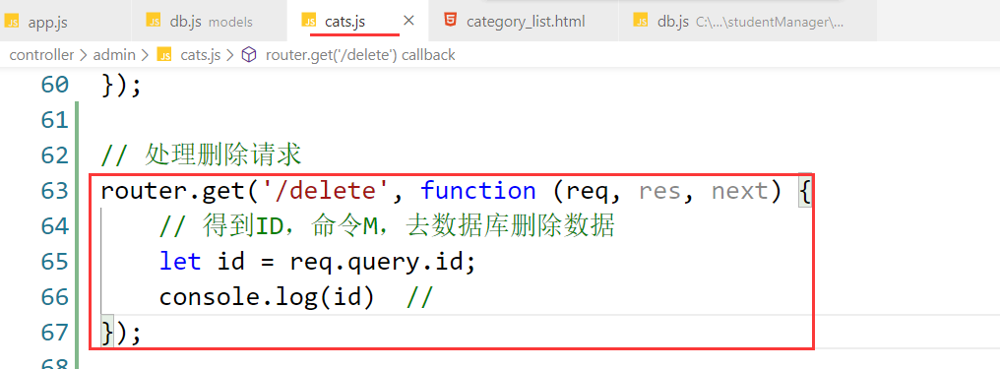 JS app.js JS db.js models JS cats.js × 5 category_list.html JS db.js C:\...\studentManager\...
controller > admin > JS cats.js > router.get('/delete') callback
60 });
61
62 // 处理删除请求
63 router.get('/delete', function (req, res, next) {
64 // 得到ID，命令M，去数据库删除数据
65 let id = req.query.id;
66 console.log(id) //
67 });
68